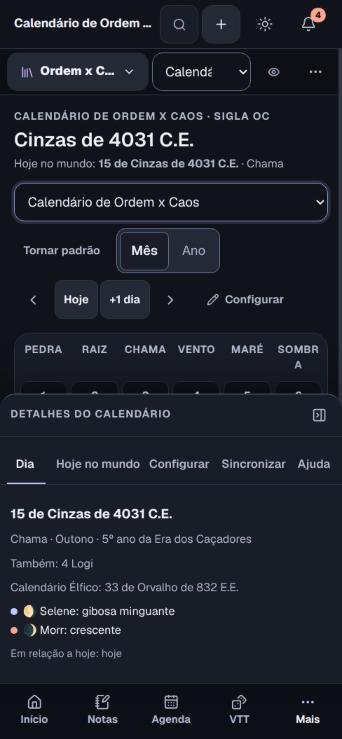 Calendário de Ordem ...
4
Ordem x C...
Calendá
CALENDÁRIO DE ORDEM X CAOS · SIGLA OC
Cinzas de 4031 C.E.
Hoje no mundo: 15 de Cinzas de 4031 C.E. · Chama
Calendário de Ordem x Caos
Tornar padrão
Mês
Ano
Hoje
+1 dia
Configurar
PEDRA RAIZ CHAMA VENTO MARÉ SOMBR
A
DETALHES DO CALENDÁRIO
Dia Hoje no mundo Configurar Sincronizar Ajuda
15 de Cinzas de 4031 C.E.
Chama · Outono · 5º ano da Era dos Caçadores
Também: 4 Logi
Calendário Élfico: 33 de Orvalho de 832 E.E.
Selene: gibosa minguante
Morr: crescente
Em relação a hoje: hoje
Início Notas Agenda VTT Mais